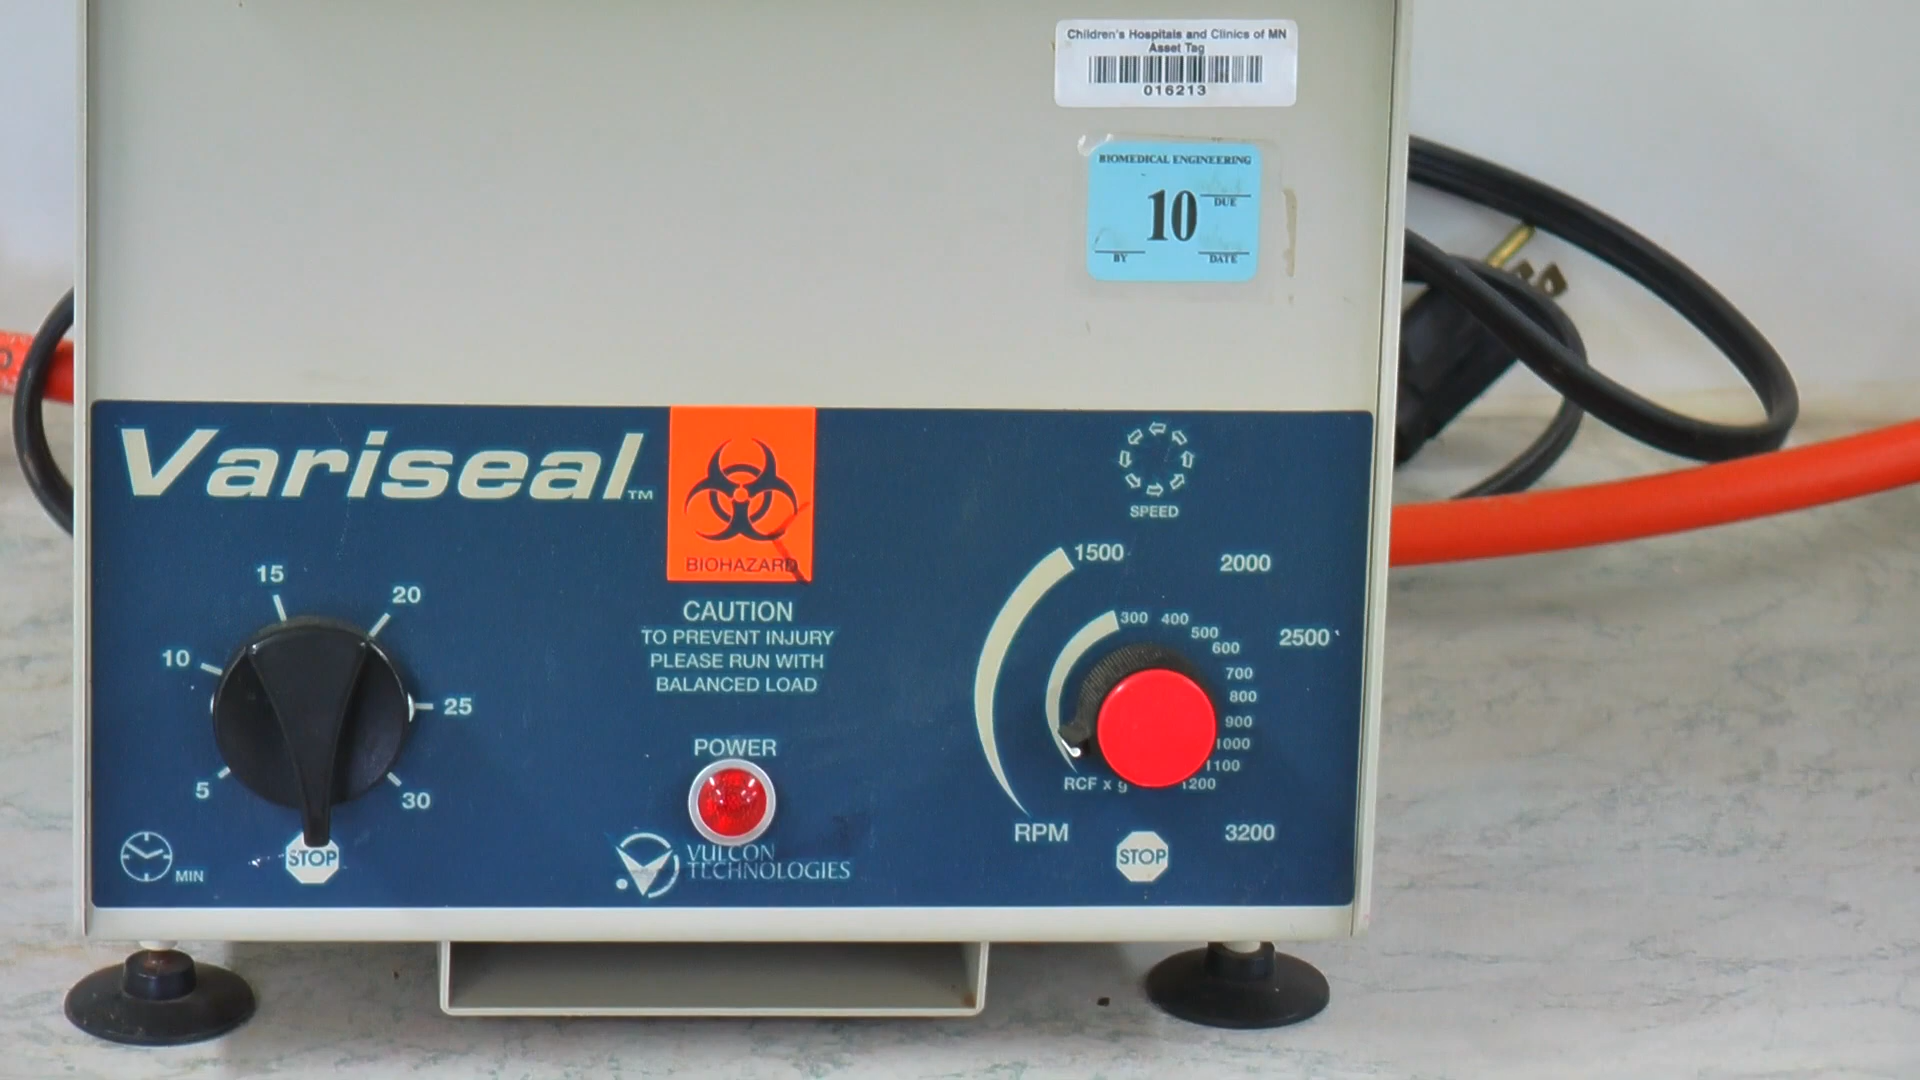 Children's Hospitals and Clinics of MN
Asset Tag
016213
BIOMEDICAL ENGINEERING
10
DUE
BY
DATE
Variseal™
BIOHAZARD
CAUTION
TO PREVENT INJURY
PLEASE RUN WITH
BALANCED LOAD
POWER
VULCON
TECHNOLOGIES
5
10
15
20
25
30
MIN
STOP
SPEED
1500
2000
2500
3200
RPM
300
400
500
600
700
800
900
1000
1100
1200
RCF x g
STOP